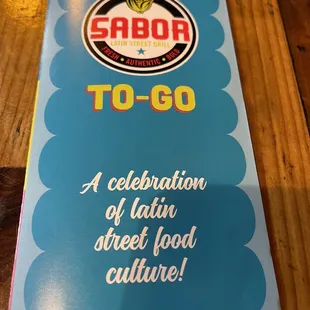 SABOR
LATIN STREET GRILL
FRESH • AUTHENTIC • BOLD
TO-GO
A celebration
of latin
street food
culture!